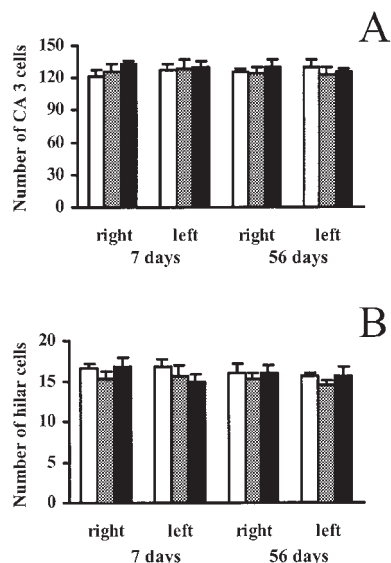 A
Number of CA 3 cells
150
120
90
60
30
0
right left right left
7 days 56 days
B
Number of hilar cells
20
15
10
5
0
right left right left
7 days 56 days